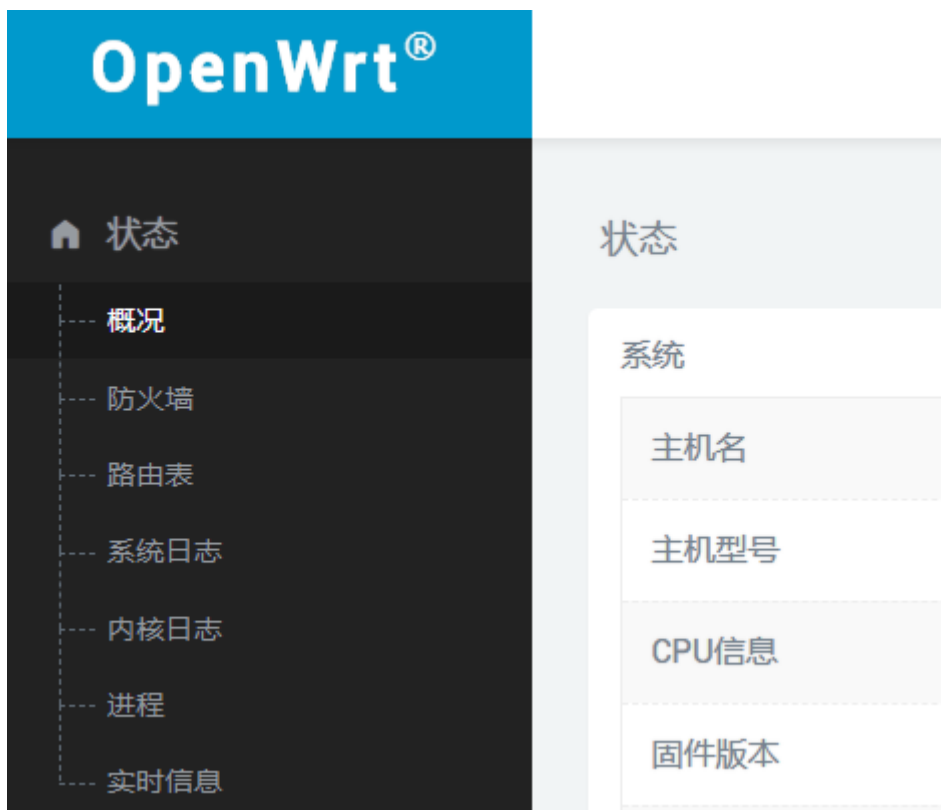 OpenWrt®
状态
概况
防火墙
路由表
系统日志
内核日志
进程
实时信息
状态
系统
主机名
主机型号
CPU信息
固件版本